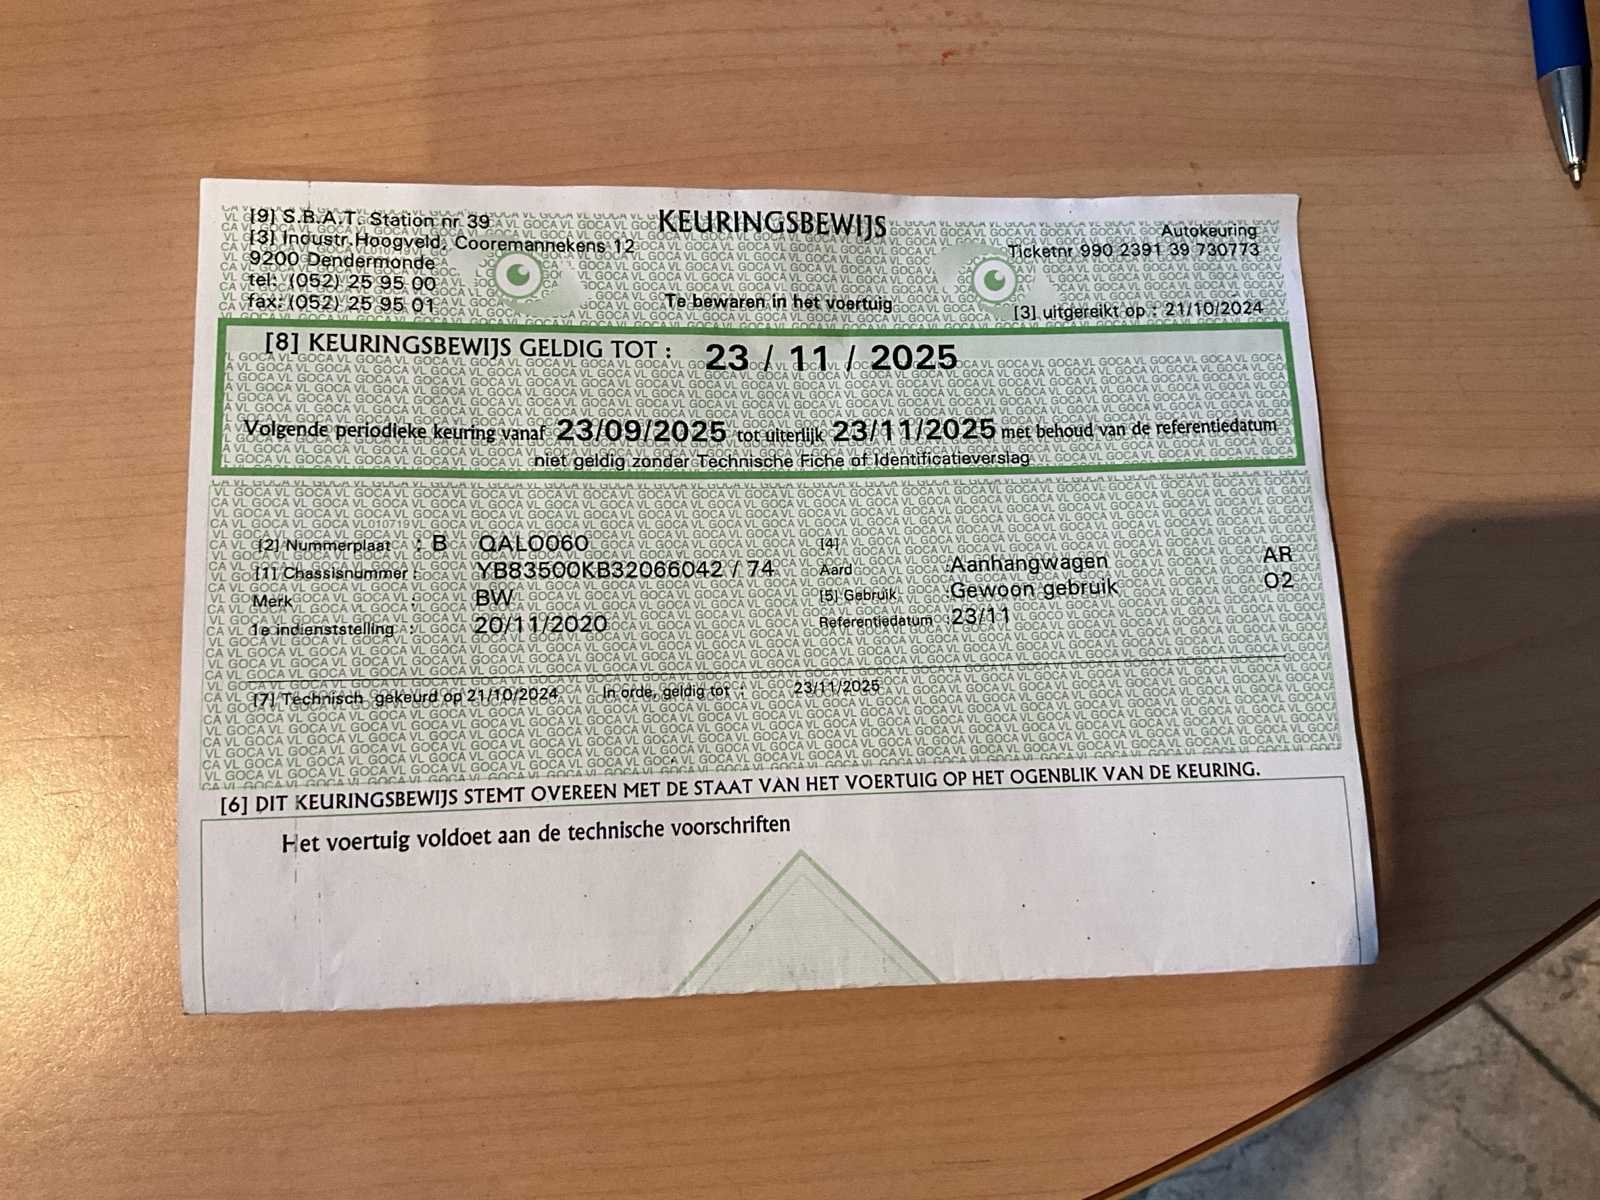 [9] S.B.A.T. Station nr 39
KEURINGSBEWIJS
Autokeuring
[3] Industr.Hoogveld, Cooremannekens 12
Ticketnr 990 2391 39 730773
9200 Dendermonde
tel: (052) 25 95 00
fax: (052) 25 95 01
Te bewaren in het voertuig
[3] uitgereikt op : 21/10/2024
[8] KEURINGSBEWIJS GELDIG TOT : 23 / 11 / 2025
Volgende periodieke keuring vanaf 23/09/2025 tot uiterlijk 23/11/2025 met behoud van de referentiedatum
niet geldig zonder Technische Fiche of Identificatieverslag
VL010719
[2] Nummerplaat : B QALO060
[1] Chassisnummer : YB83500KB32066042 / 74
Merk : BW
1e indienststelling : 20/11/2020
[4]
Aard : Aanhangwagen AR
[5] Gebruik : Gewoon gebruik O2
Referentiedatum : 23/11
[7] Technisch gekeurd op 21/10/2024 In orde, geldig tot : 23/11/2025
[6] DIT KEURINGSBEWIJS STEMT OVEREEN MET DE STAAT VAN HET VOERTUIG OP HET OGENBLIK VAN DE KEURING.
Het voertuig voldoet aan de technische voorschriften